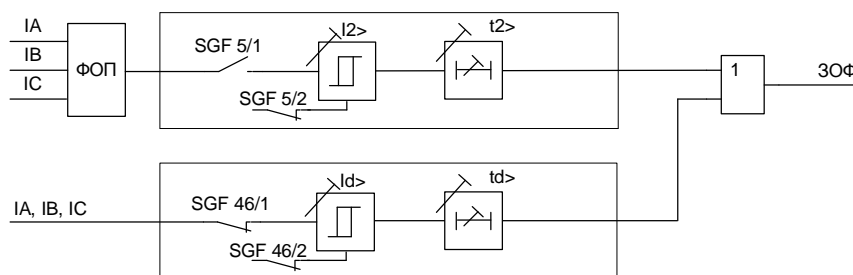 IA
IB
IC
ФОП
SGF 5/1
I2>
t2>
SGF 5/2
1
ЗОФ
IA, IB, IC
SGF 46/1
Id>
td>
SGF 46/2